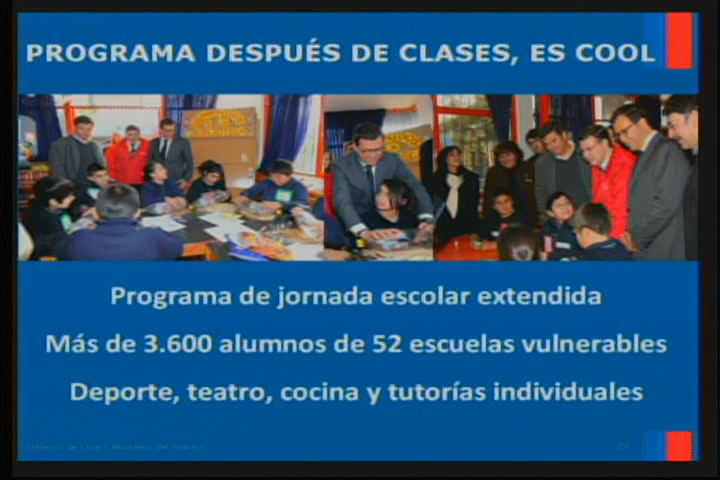 PROGRAMA DESPUÉS DE CLASES, ES COOL
Programa de jornada escolar extendida
Más de 3.600 alumnos de 52 escuelas vulnerables
Deporte, teatro, cocina y tutorías individuales